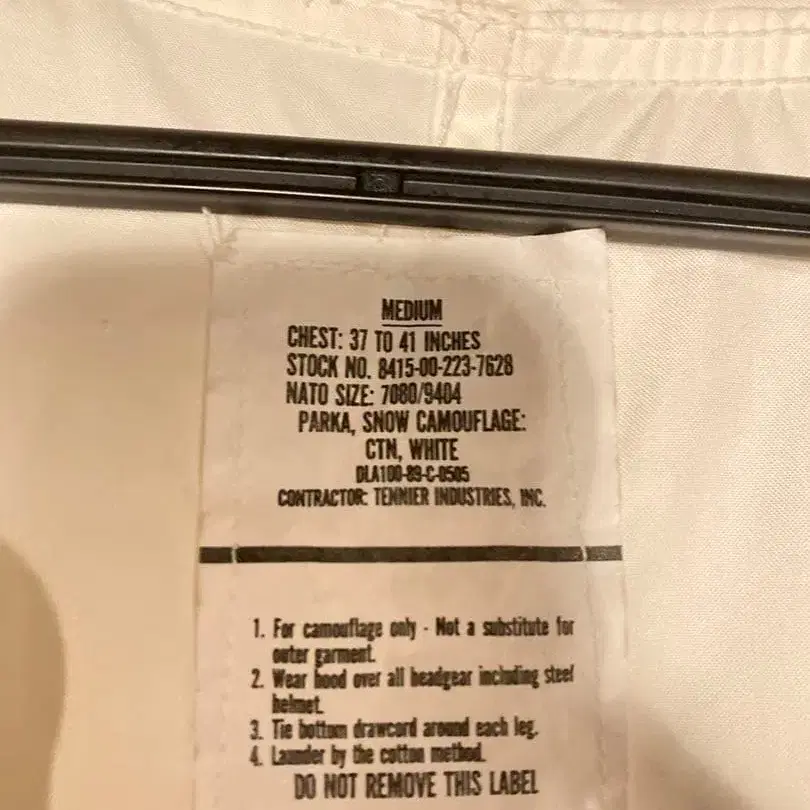 MEDIUM
CHEST: 37 TO 41 INCHES
STOCK NO. 8415-00-223-7628
NATO SIZE: 7080/9404
PARKA, SNOW CAMOUFLAGE:
CTN, WHITE
DLA100-89-C-0505
CONTRACTOR: TENNIER INDUSTRIES, INC.
1. For camouflage only - Not a substitute for
outer garment.
2. Wear hood over all headgear including steel
helmet.
3. Tie bottom drawcord around each leg.
4. Launder by the cotton method.
DO NOT REMOVE THIS LABEL